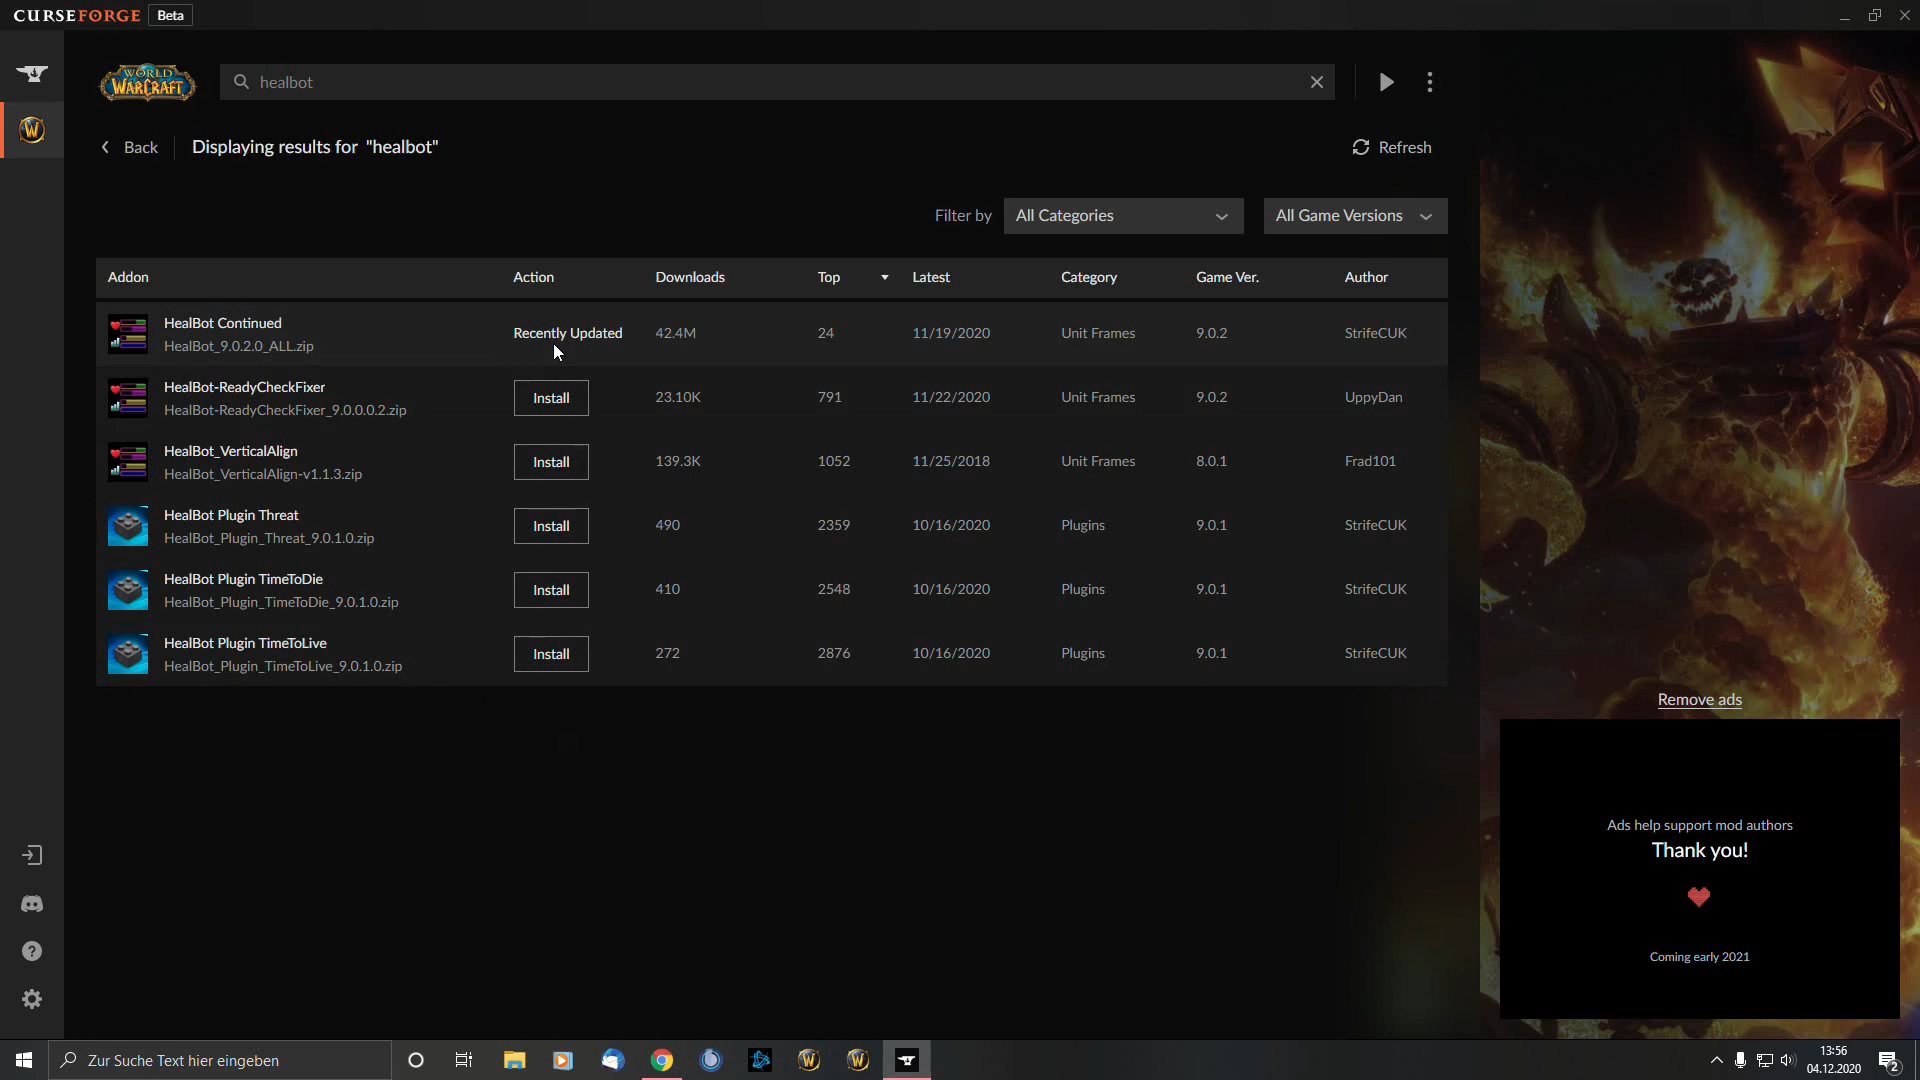 CURSEFORGE Beta
WORLD WARCRAFT
healbot
Back
Displaying results for "healbot"
Refresh
Filter by
All Categories
All Game Versions
Addon Action Downloads Top Latest Category Game Ver. Author
HealBot Continued
HealBot_9.0.2.0_ALL.zip
Recently Updated 42.4M 24 11/19/2020 Unit Frames 9.0.2 StrifeCUK
HealBot-ReadyCheckFixer
HealBot-ReadyCheckFixer_9.0.0.0.2.zip
Install 23.10K 791 11/22/2020 Unit Frames 9.0.2 UppyDan
HealBot_VerticalAlign
HealBot_VerticalAlign-v1.1.3.zip
Install 139.3K 1052 11/25/2018 Unit Frames 8.0.1 Frad101
HealBot Plugin Threat
HealBot_Plugin_Threat_9.0.1.0.zip
Install 490 2359 10/16/2020 Plugins 9.0.1 StrifeCUK
HealBot Plugin TimeToDie
HealBot_Plugin_TimeToDie_9.0.1.0.zip
Install 410 2548 10/16/2020 Plugins 9.0.1 StrifeCUK
HealBot Plugin TimeToLive
HealBot_Plugin_TimeToLive_9.0.1.0.zip
Install 272 2876 10/16/2020 Plugins 9.0.1 StrifeCUK
Remove ads
Ads help support mod authors
Thank you!
Coming early 2021
Zur Suche Text hier eingeben
13:56
04.12.2020
2